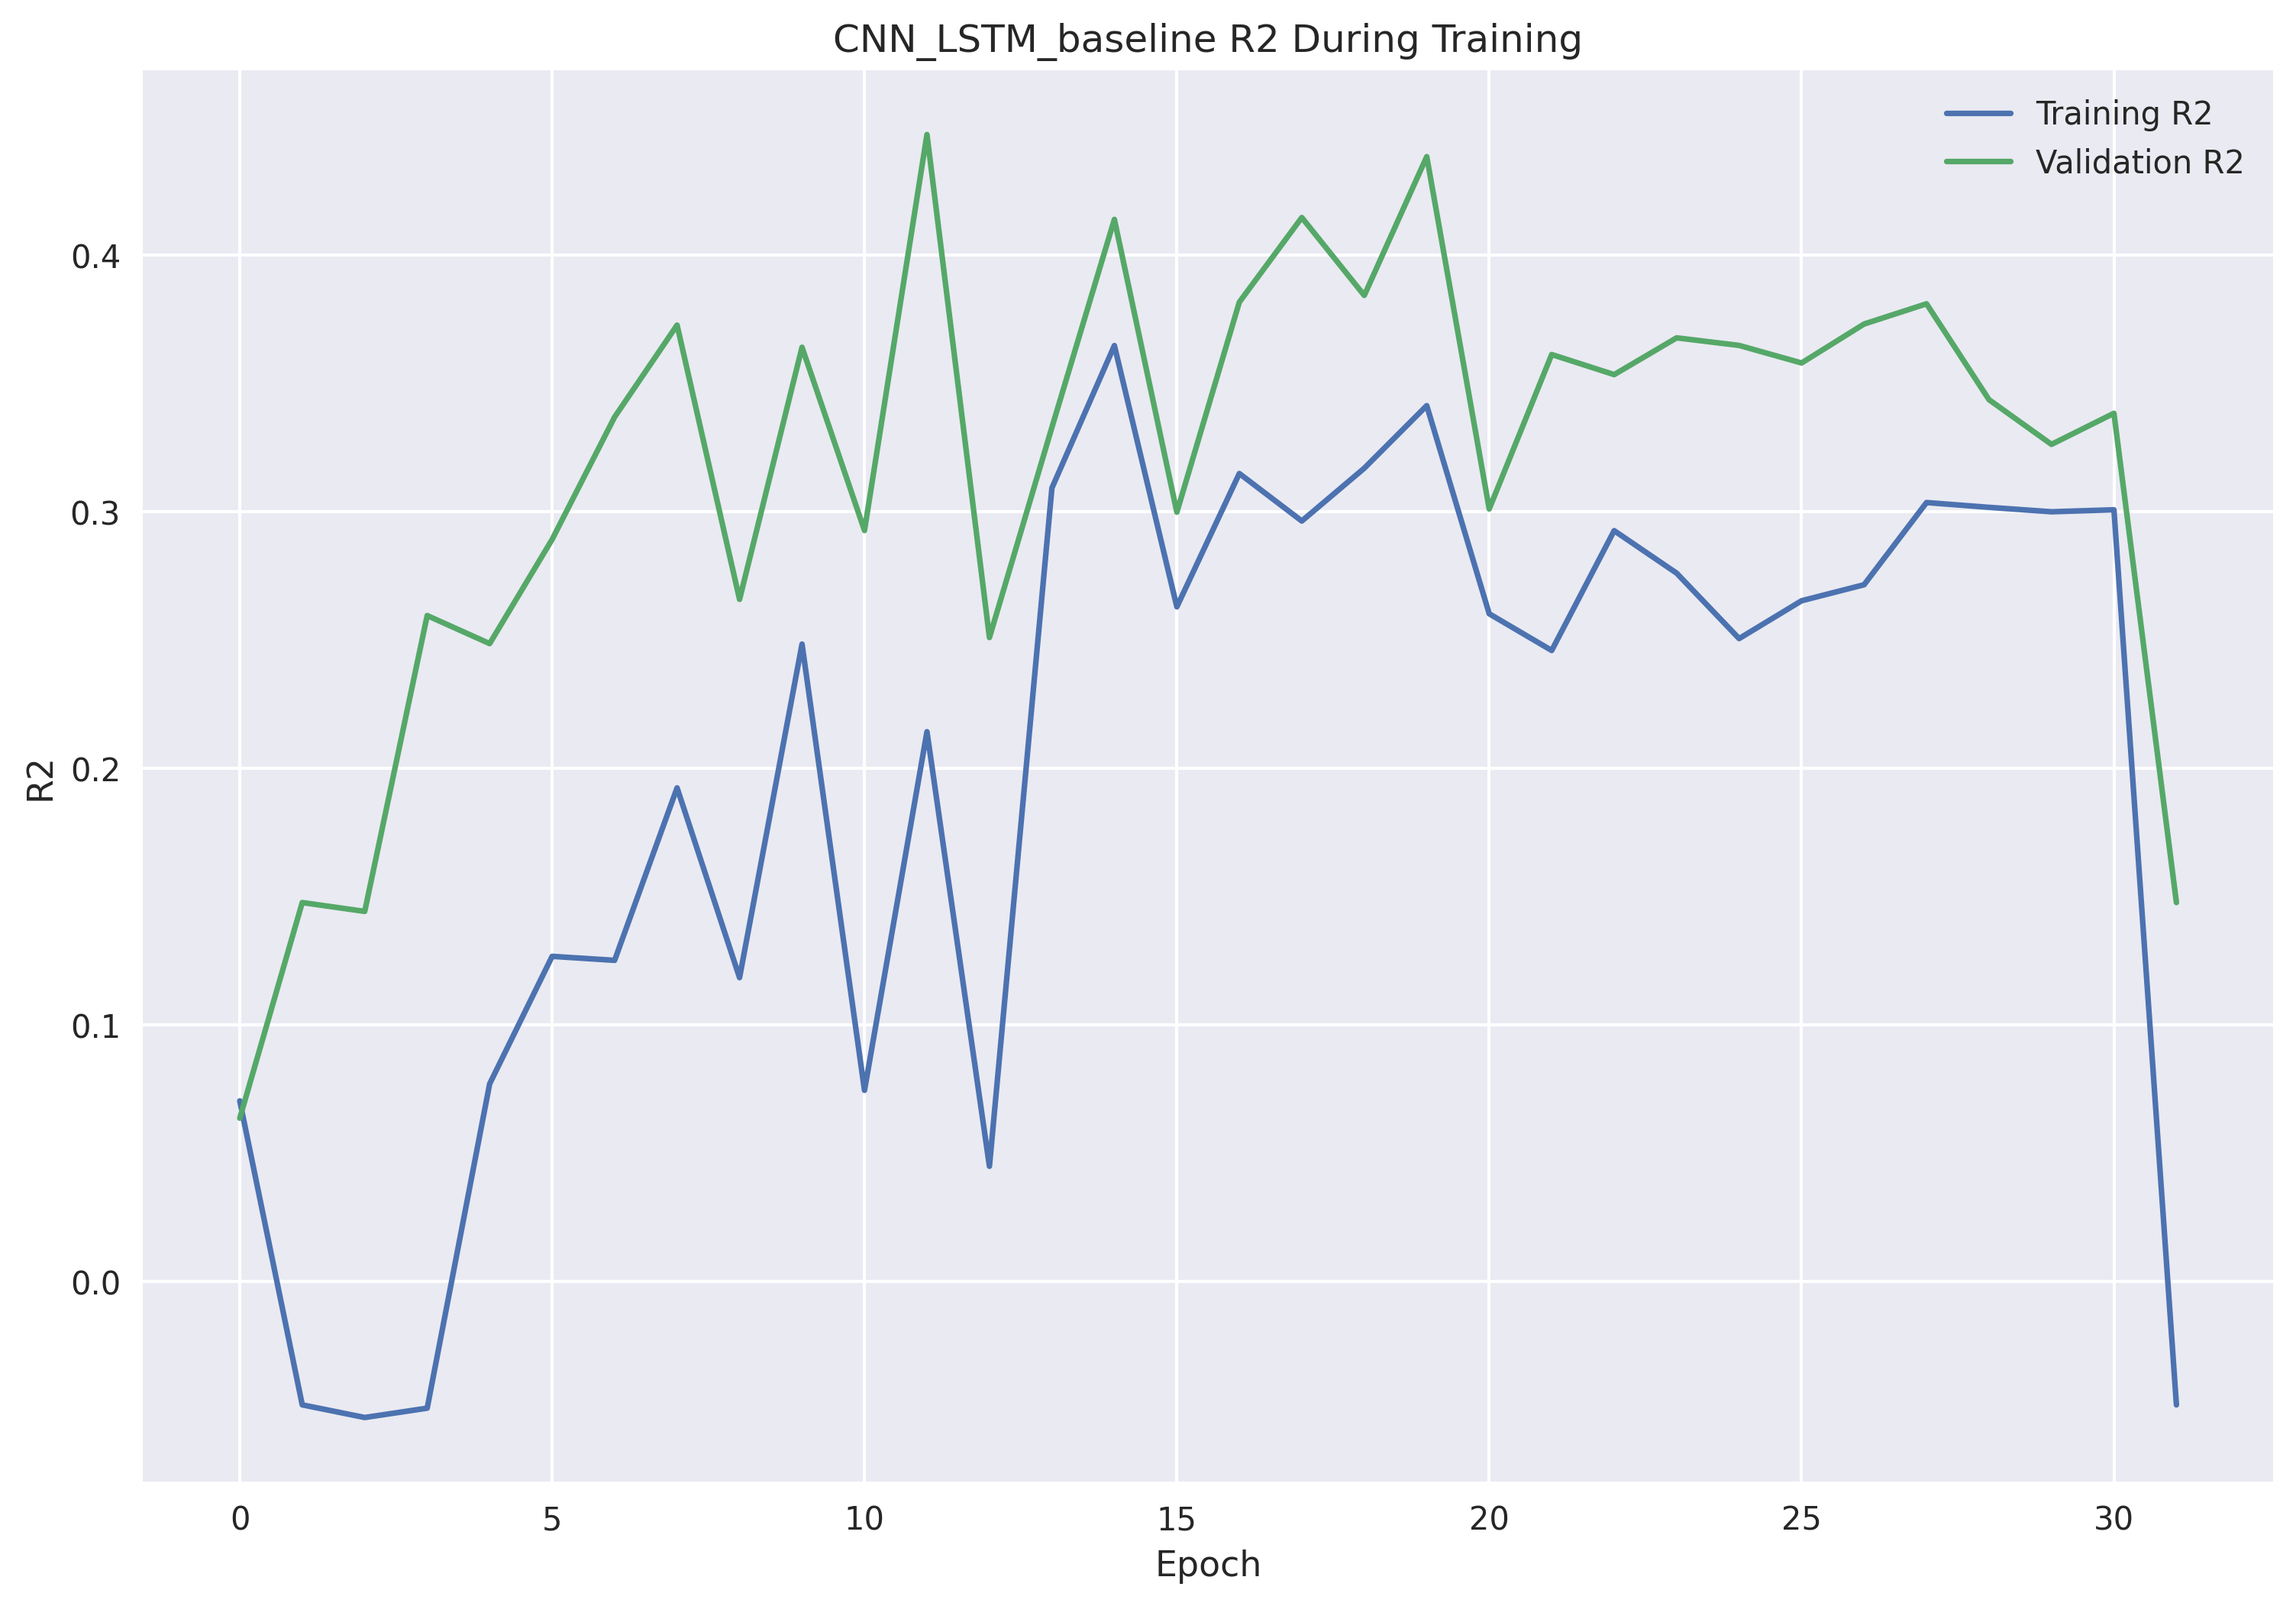 CNN_LSTM_baseline R2 During Training
Training R2
Validation R2
0.4
0.3
0.2
0.1
0.0
R2
0 5 10 15 20 25 30
Epoch